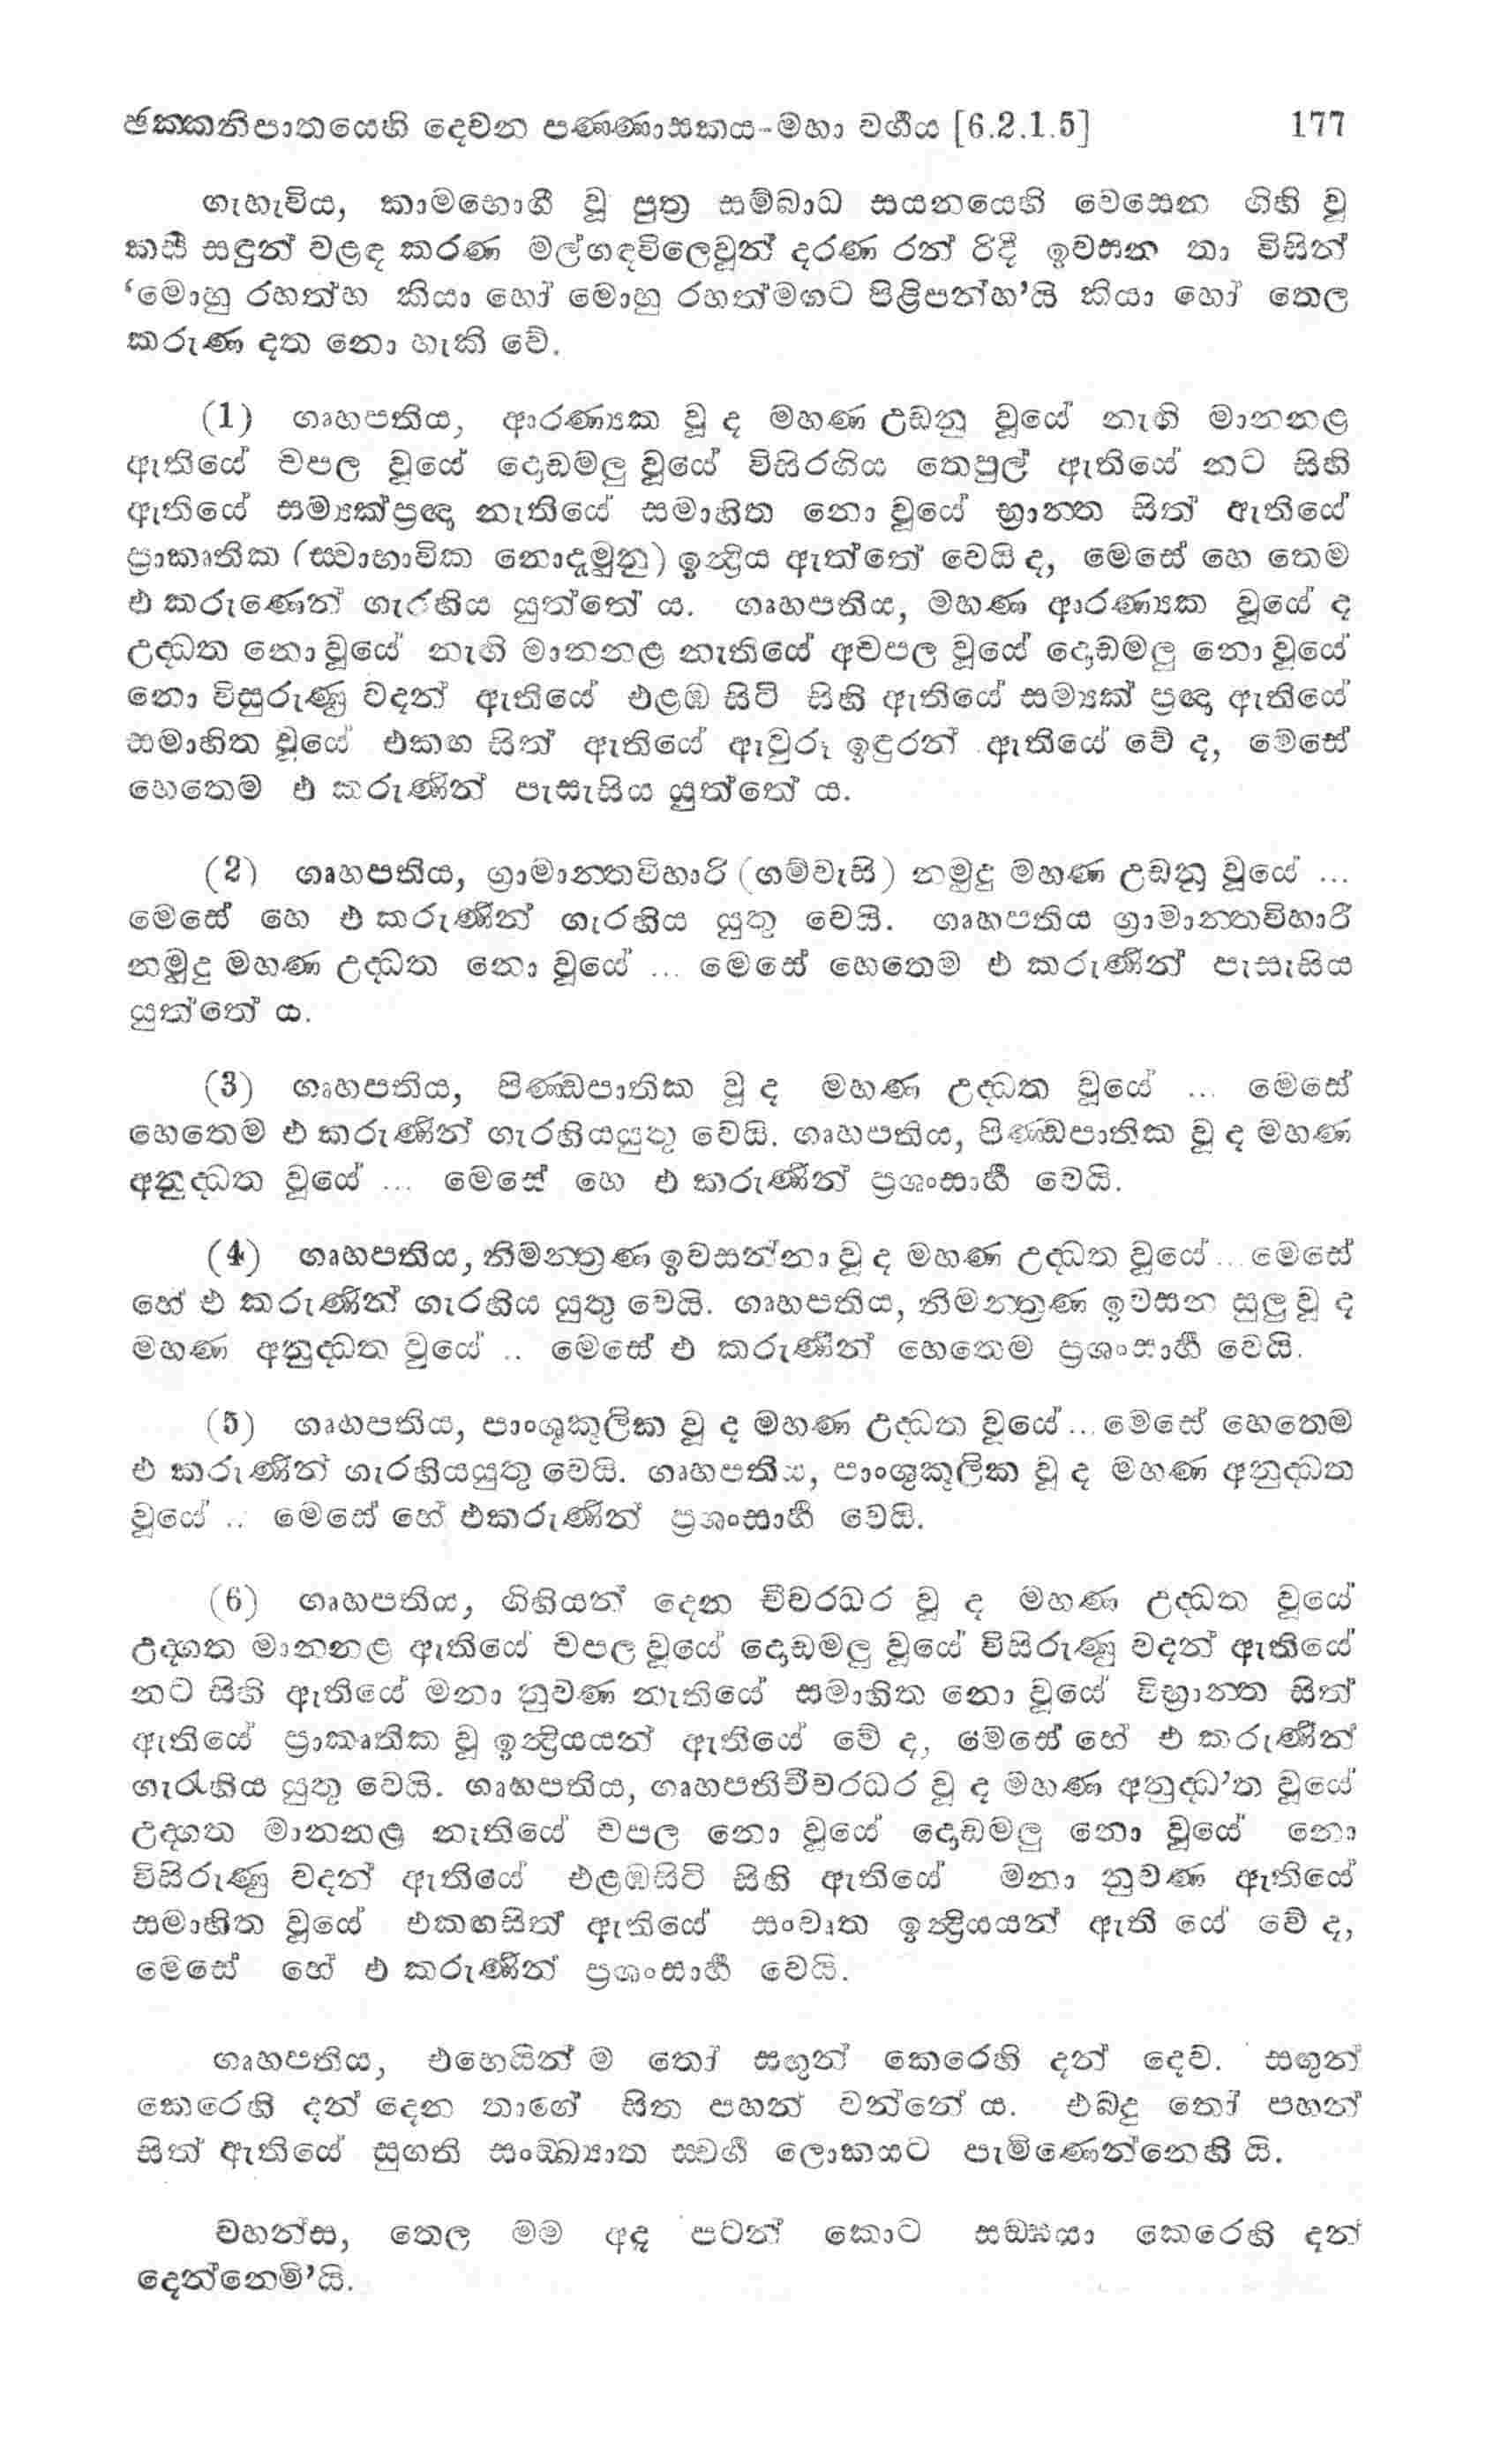 ඡක්කනිපාතයෙහි දෙවන පණ්ණාසකය-මහා වර්ගය [6.2.1.5] 177
ගැහැවිය, කාමභොගී වූ පුත්‍ර සම්බාධ සයනයෙහි වෙසෙන ගිහි වූ
කසී සඳුන් වළඳ කරණ මල්ගඳවිලෙවුන් දරණ රන් රිදී ඉවසන තා විසින්
‘මොහු රහත්හ කියා හෝ මොහු රහත්මගට පිළිපන්හ’යි කියා හෝ තෙල
කරුණ දත නො හැකි වේ.
(1) ගෘහපතිය, ආරණ්‍යක වූ ද මහණ උඩනු වූයේ නැඟී මානනළ
ඇතියේ චපල වූයේ දොඩමලු වූයේ විසිරගිය තෙපුල් ඇතියේ නට සිහි
ඇතියේ සම්‍යක්ප්‍රඥා නැතියේ සමාහිත නො වූයේ භ්‍රාන්ත සිත් ඇතියේ
ප්‍රාකෘතික (ස්වාභාවික නොදැමුනු) ඉන්‍ද්‍රිය ඇත්තේ වෙයි ද, මෙසේ හෙ තෙම
එ කරුණෙන් ගැරහිය යුත්තේ ය. ගෘහපතිය, මහණ ආරණ්‍යක වූයේ ද
උද්ධත නො වූයේ නැඟී මානනළ නැතියේ අචපල වූයේ දොඩමලු නො වූයේ
නො විසුරුණු වදන් ඇතියේ එළඹ සිටි සිහි ඇතියේ සම්‍යක් ප්‍රඥා ඇතියේ
සමාහිත වූයේ එකඟ සිත් ඇතියේ ඇවුරූ ඉඳුරන් ඇතියේ වේ ද, මෙසේ
හෙතෙම එ කරුණින් පැසැසිය යුත්තේ ය.
(2) ගෘහපතිය, ග්‍රාමාන්තවිහාරි (ගම්වැසි) නමුදු මහණ උඩනු වූයේ ...
මෙසේ හෙ එ කරුණින් ගැරහිය යුතු වෙයි. ගෘහපතිය ග්‍රාමාන්තවිහාරී
නමුදු මහණ උද්ධත නො වූයේ ... මෙසේ හෙතෙම එ කරුණින් පැසැසිය
යුත්තේ ය.
(3) ගෘහපතිය, පිණ්ඩපාතික වූ ද මහණ උද්ධත වූයේ ... මෙසේ
හෙතෙම එ කරුණින් ගැරහියයුතු වෙයි. ගෘහපතිය, පිණ්ඩපාතික වූ ද මහණ
අනුද්ධත වූයේ ... මෙසේ හෙ එ කරුණින් ප්‍රශංසාර්හ වෙයි.
(4) ගෘහපතිය, නිමන්ත්‍රණ ඉවසන්නා වූ ද මහණ උද්ධත වූයේ ... මෙසේ
හේ එ කරුණින් ගැරහිය යුතු වෙයි. ගෘහපතිය, නිමන්ත්‍රණ ඉවසන සුලු වූ ද
මහණ අනුද්ධත වූයේ .. මෙසේ එ කරුණින් හෙතෙම ප්‍රශංසාර්හ වෙයි.
(5) ගෘහපතිය, පාංශුකූලික වූ ද මහණ උද්ධත වූයේ ... මෙසේ හෙතෙම
එ කරුණින් ගැරහියයුතු වෙයි. ගෘහපතිය, පාංශුකූලික වූ ද මහණ අනුද්ධත
වූයේ .. මෙසේ හේ එකරුණින් ප්‍රශංසාර්හ වෙයි.
(6) ගෘහපතිය, ගිහියන් දෙන චීවරධර වූ ද මහණ උද්ධත වූයේ
උද්ගත මානනළ ඇතියේ චපල වූයේ දොඩමලු වූයේ විසිරුණු වදන් ඇතියේ
නට සිහි ඇතියේ මනා නුවණ නැතියේ සමාහිත නො වූයේ විභ්‍රාන්ත සිත්
ඇතියේ ප්‍රාකෘතික වූ ඉන්‍ද්‍රියයන් ඇතියේ වේ ද, මෙසේ හේ එ කරුණින්
ගැරැහිය යුතු වෙයි. ගෘහපතිය, ගෘහපතිචීවරධර වූ ද මහණ අනුද්ධ’ත වූයේ
උද්ගත මානනළ නැතියේ චපල නො වූයේ දොඩමලු නො වූයේ නො
විසිරුණු වදන් ඇතියේ එළඹසිටි සිහි ඇතියේ මනා නුවණ ඇතියේ
සමාහිත වූයේ එකඟසිත් ඇතියේ සංවෘත ඉන්‍ද්‍රියයන් ඇති යේ වේ ද,
මෙසේ හේ එ කරුණින් ප්‍රශංසාර්හ වෙයි.
ගෘහපතිය, එහෙයින් ම තෝ සඟුන් කෙරෙහි දන් දෙව. සඟුන්
කෙරෙහි දන් දෙන තාගේ සිත පහන් වන්නේ ය. එබඳු තෝ පහන්
සිත් ඇතියේ සුගති සංඛ්‍යාත ස්වර්ග ලොකයට පැමිණෙන්නෙහි යි.
වහන්ස, තෙල මම අද පටන් කොට සඞ්ඝයා කෙරෙහි දන්
දෙන්නෙම්’යි.